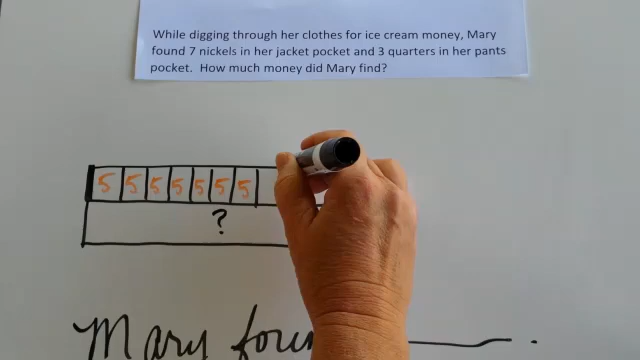 While digging through her clothes for ice cream money, Mary
found 7 nickels in her jacket pocket and 3 quarters in her pants
pocket. How much money did Mary find?
5 5 5 5 5 5 5
?
Mary foun .